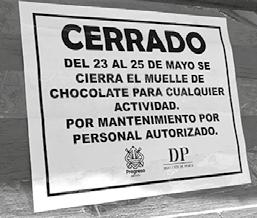 CERRADO
DEL 23 AL 25 DE MAYO SE
CIERRA EL MUELLE DE
CHOCOLATE PARA CUALQUIER
ACTIVIDAD.
POR MANTENIMIENTO POR
PERSONAL AUTORIZADO.
Progreso
DP